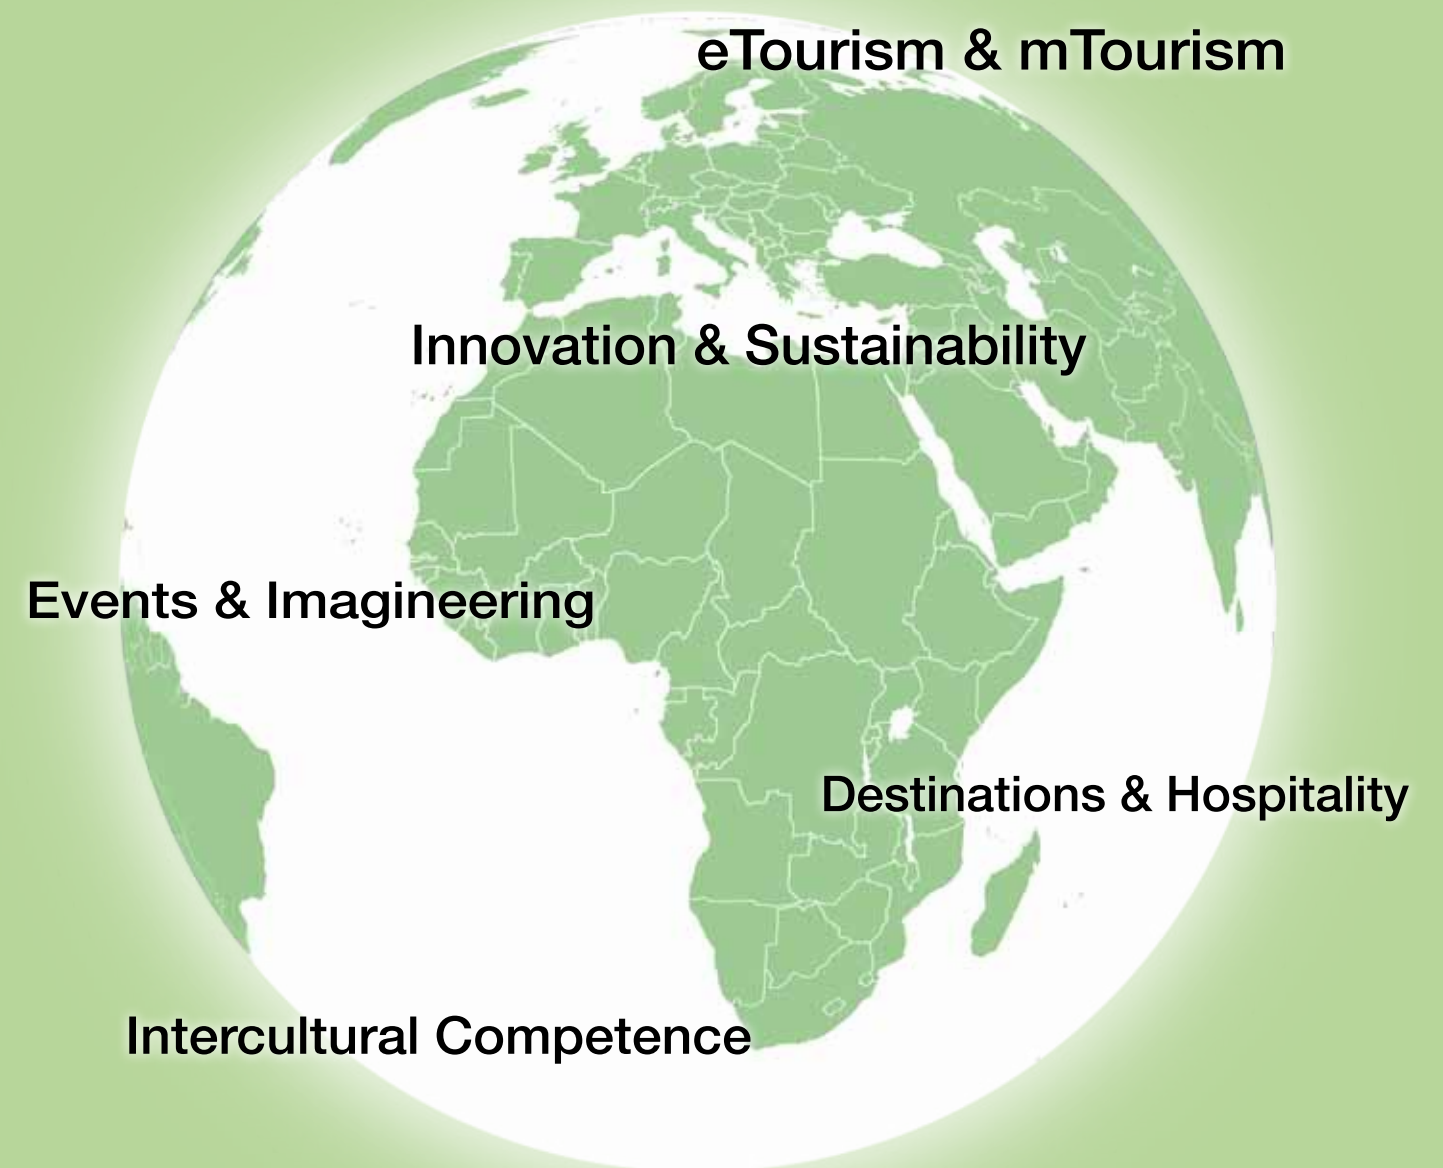 eTourism & mTourism
Innovation & Sustainability
Events & Imagineering
Destinations & Hospitality
Intercultural Competence